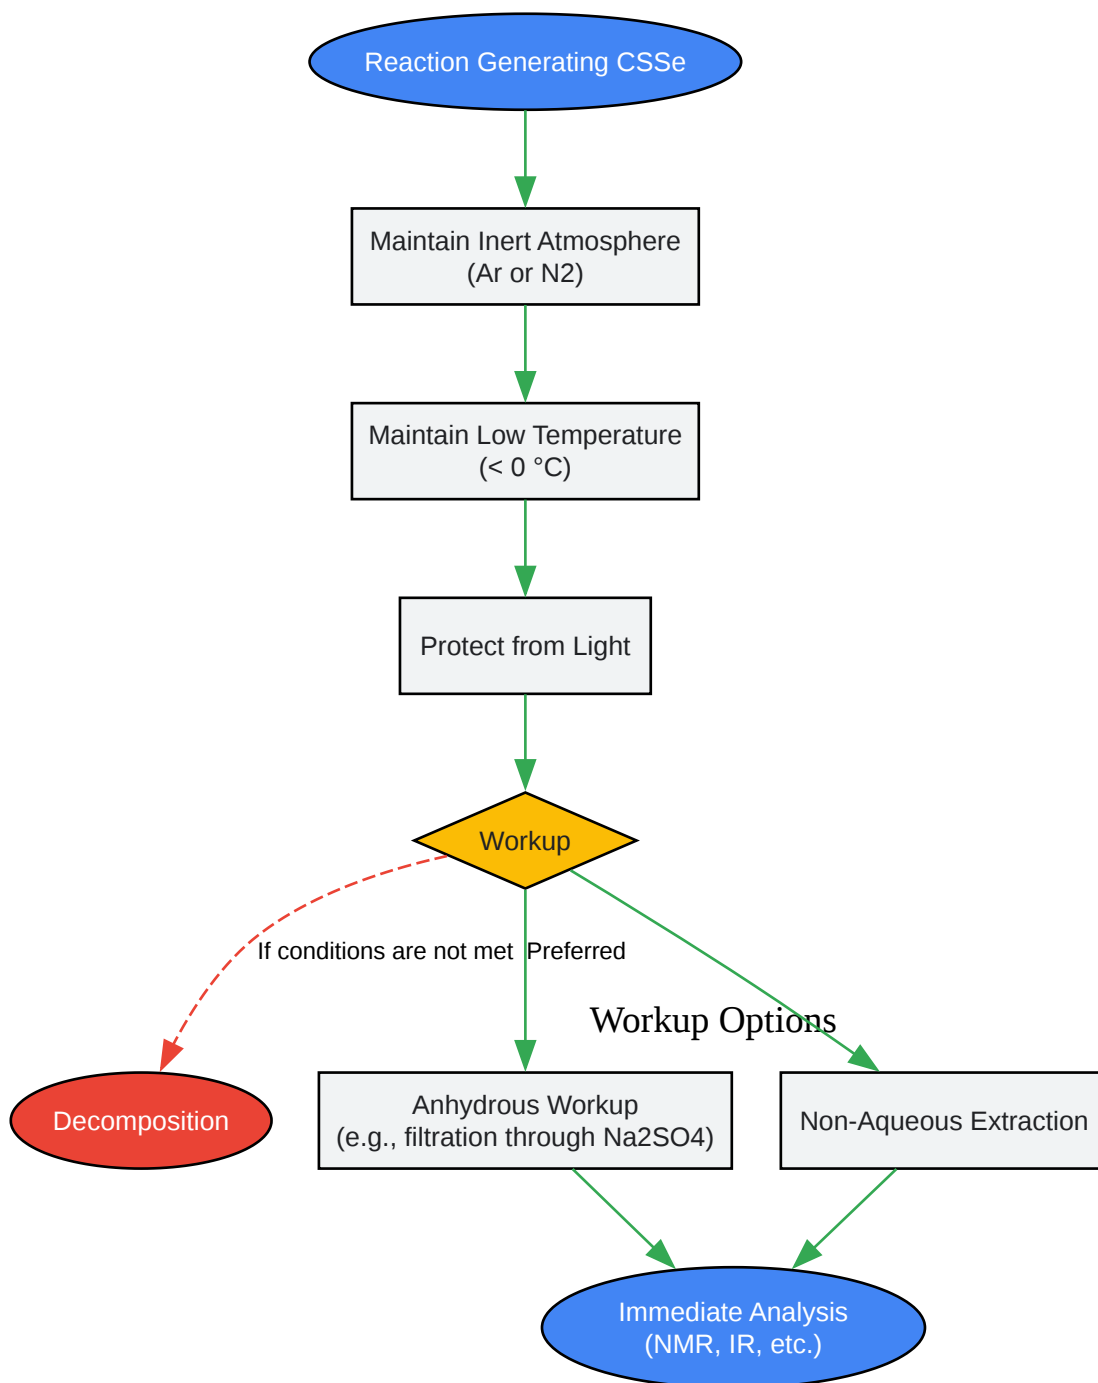 Reaction Generating CSSe
Maintain Inert Atmosphere
(Ar or N2)
Maintain Low Temperature
(< 0 °C)
Protect from Light
Workup
If conditions are not met
Preferred
Workup Options
Decomposition
Anhydrous Workup
(e.g., filtration through Na2SO4)
Non-Aqueous Extraction
Immediate Analysis
(NMR, IR, etc.)